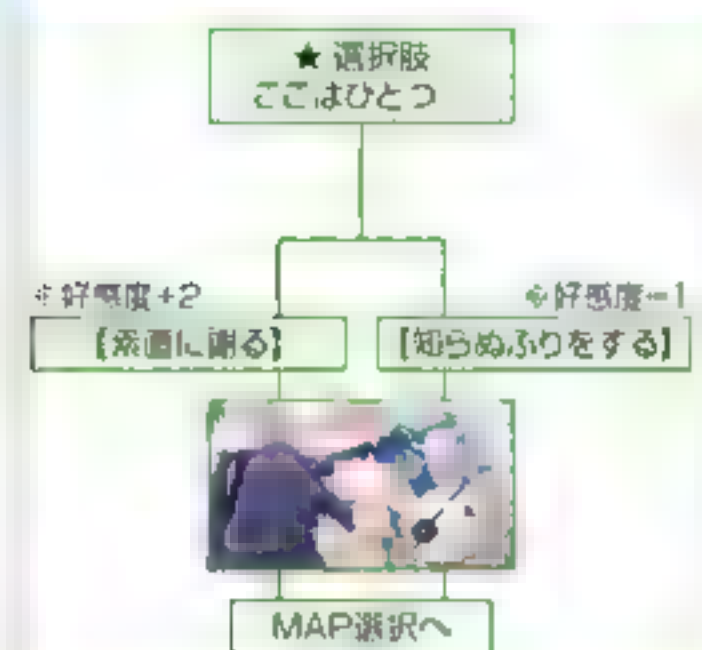 ★選択肢
ここはひとつ
好感度+2
好感度-1
【素直に謝る】
【知らぬふりをする】
MAP選択へ